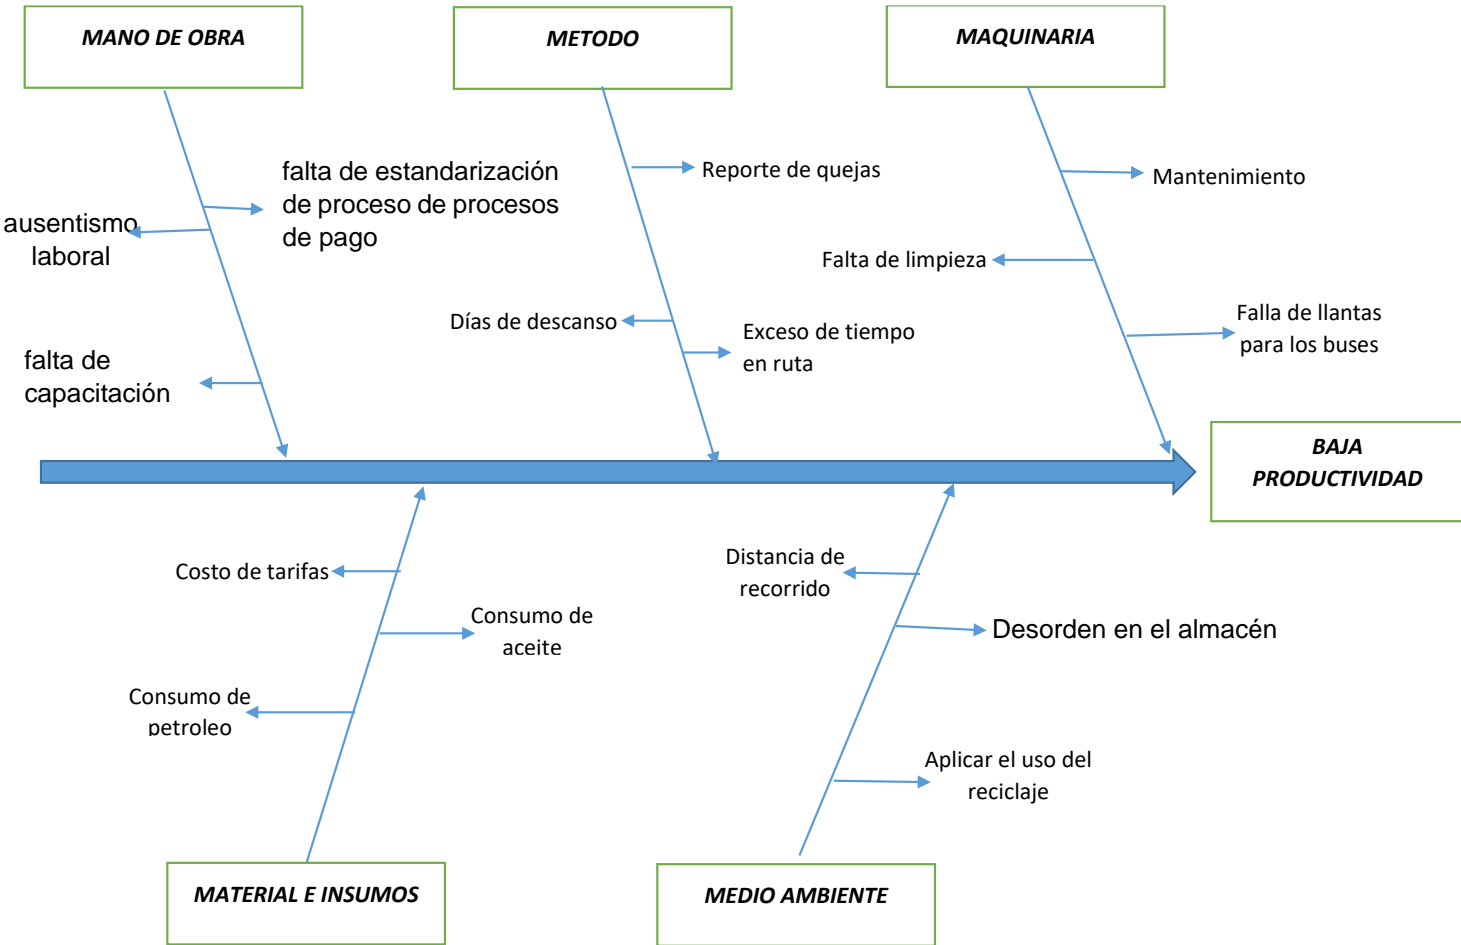 MANO DE OBRA
METODO
MAQUINARIA
falta de estandarización
de proceso de procesos
de pago
ausentismo
laboral
falta de
capacitación
Reporte de quejas
Días de descanso
Exceso de tiempo
en ruta
Mantenimiento
Falta de limpieza
Falla de llantas
para los buses
BAJA
PRODUCTIVIDAD
Costo de tarifas
Consumo de
aceite
Consumo de
petroleo
Distancia de
recorrido
Desorden en el almacén
Aplicar el uso del
reciclaje
MATERIAL E INSUMOS
MEDIO AMBIENTE